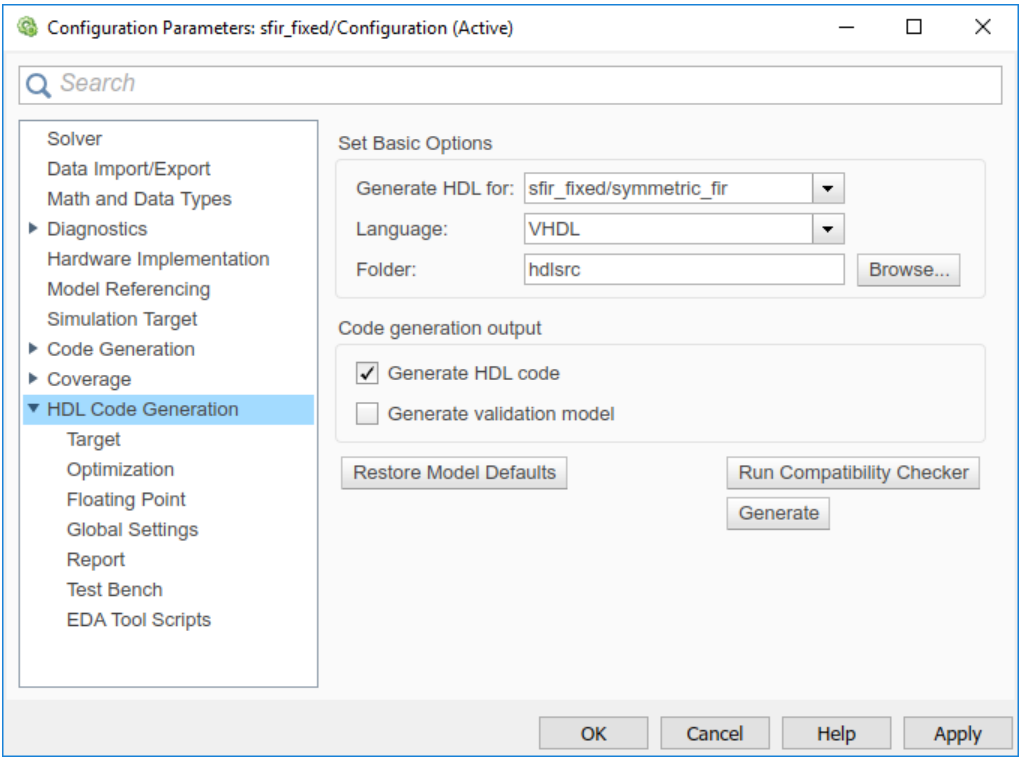 Configuration Parameters: sfir_fixed/Configuration (Active)
Search
Solver
Data Import/Export
Math and Data Types
Diagnostics
Hardware Implementation
Model Referencing
Simulation Target
Code Generation
Coverage
HDL Code Generation
Target
Optimization
Floating Point
Global Settings
Report
Test Bench
EDA Tool Scripts
Set Basic Options
Generate HDL for: sfir_fixed/symmetric_fir
Language: VHDL
Folder: hdlsrc Browse...
Code generation output
Generate HDL code
Generate validation model
Restore Model Defaults Run Compatibility Checker
Generate
OK Cancel Help Apply